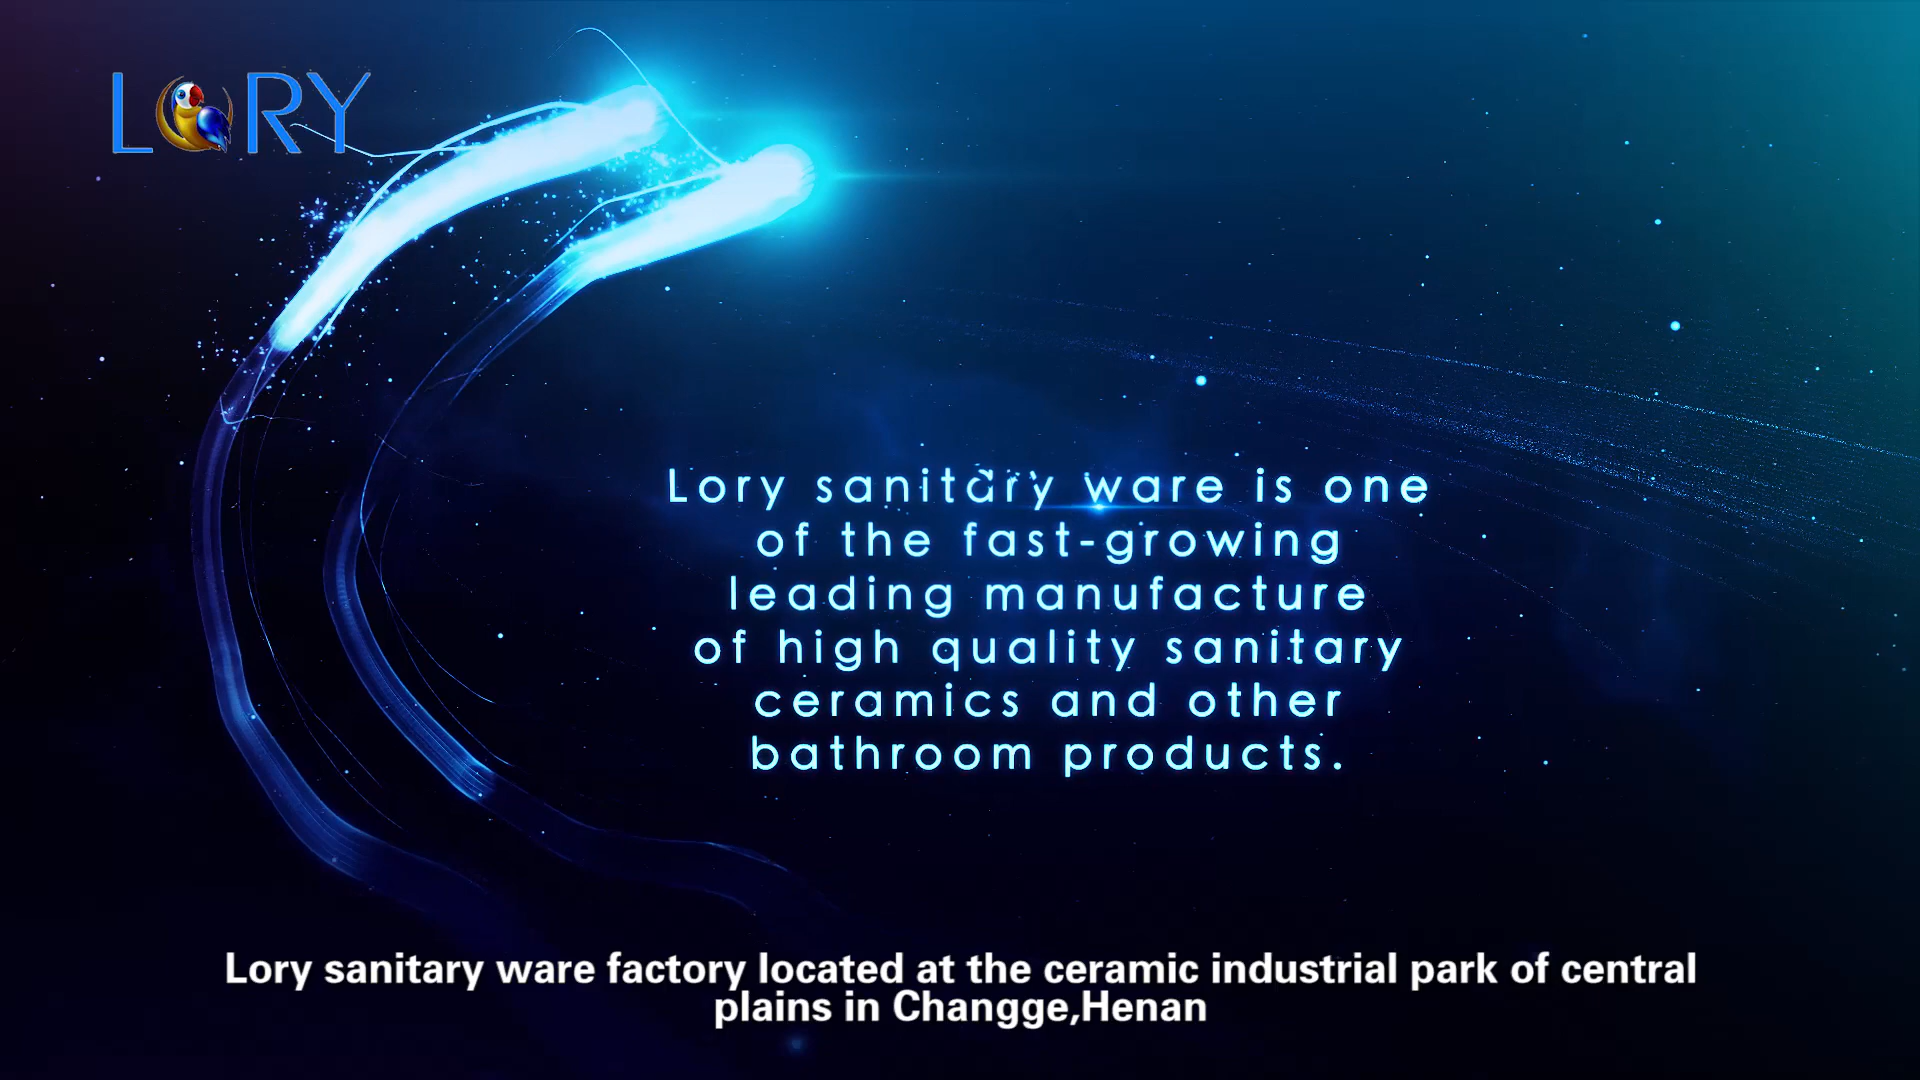 LORY
Lory sanitary ware is one
of the fast-growing
leading manufacture
of high quality sanitary
ceramics and other
bathroom products.
Lory sanitary ware factory located at the ceramic industrial park of central
plains in Changge,Henan